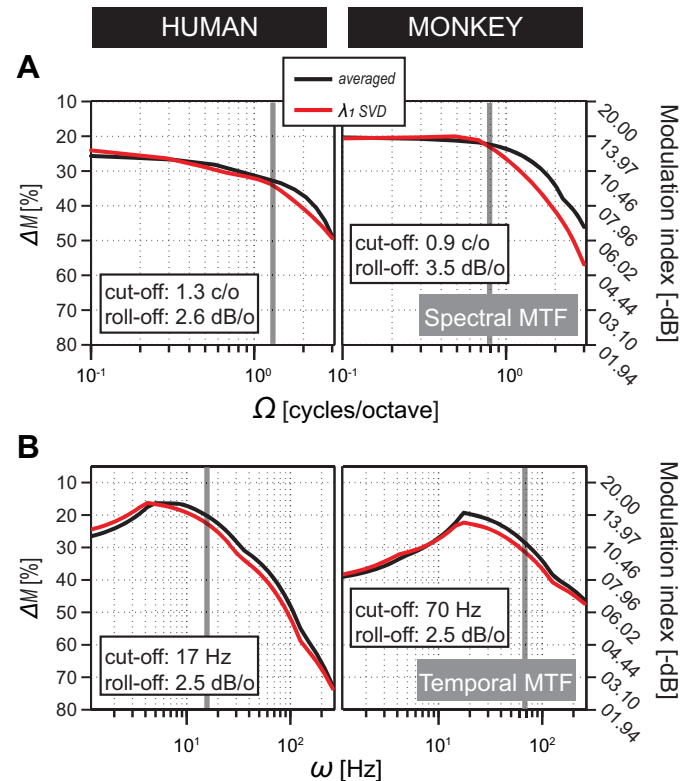 HUMAN
MONKEY
A
averaged
λ1 SVD
ΔM [%]
10
20
30
40
50
60
70
80
cut-off: 1.3 c/o
roll-off: 2.6 dB/o
cut-off: 0.9 c/o
roll-off: 3.5 dB/o
Spectral MTF
20.00
13.97
10.46
07.96
06.02
04.44
03.10
01.94
Modulation index [-dB]
10-1
100
10-1
100
Ω [cycles/octave]
B
ΔM [%]
10
20
30
40
50
60
70
80
cut-off: 17 Hz
roll-off: 2.5 dB/o
cut-off: 70 Hz
roll-off: 2.5 dB/o
Temporal MTF
20.00
13.97
10.46
07.96
06.02
04.44
03.10
01.94
Modulation index [-dB]
101
102
101
102
ω [Hz]